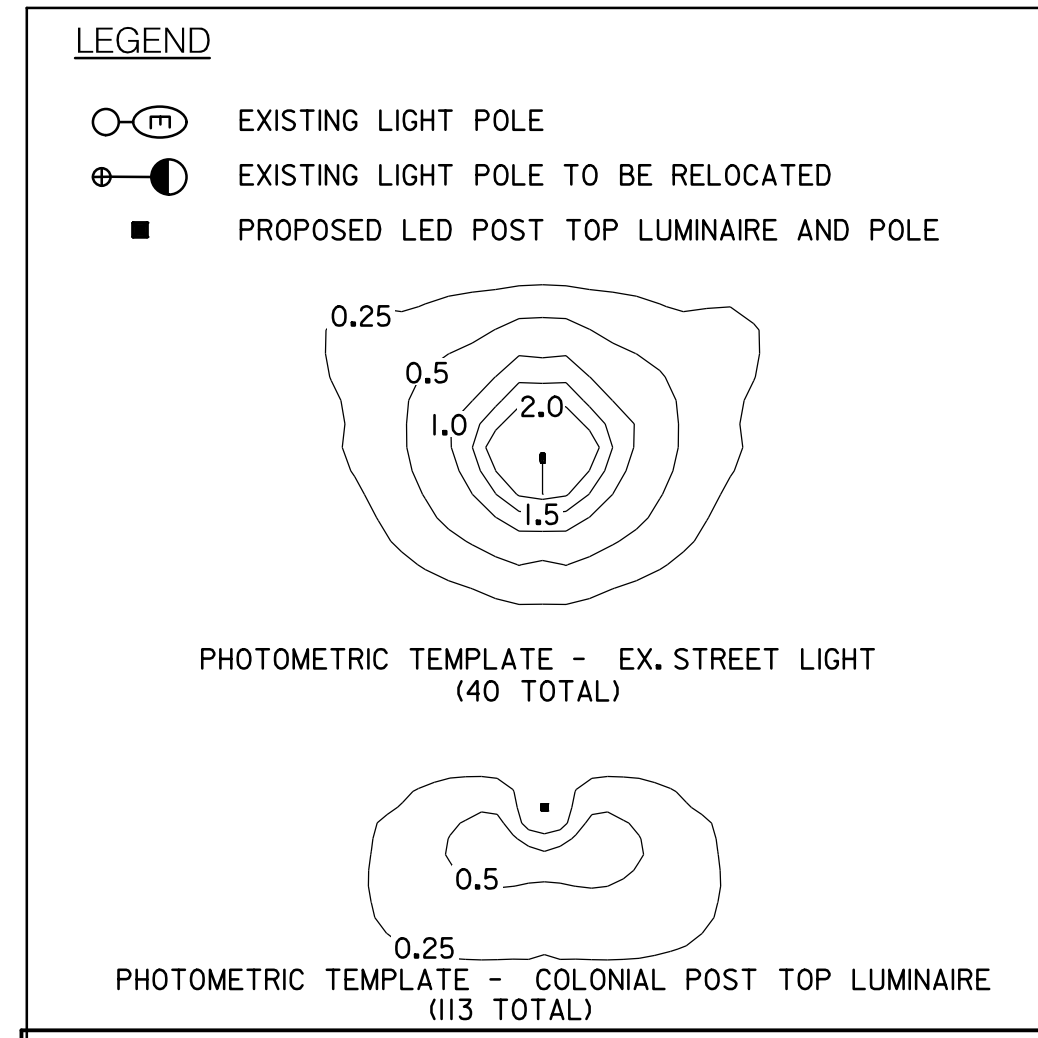 LEGEND
E
EXISTING LIGHT POLE
EXISTING LIGHT POLE TO BE RELOCATED
PROPOSED LED POST TOP LUMINAIRE AND POLE
0.25
0.5
1.0
2.0
1.5
PHOTOMETRIC TEMPLATE - EX. STREET LIGHT
(40 TOTAL)
0.5
0.25
PHOTOMETRIC TEMPLATE - COLONIAL POST TOP LUMINAIRE
(113 TOTAL)